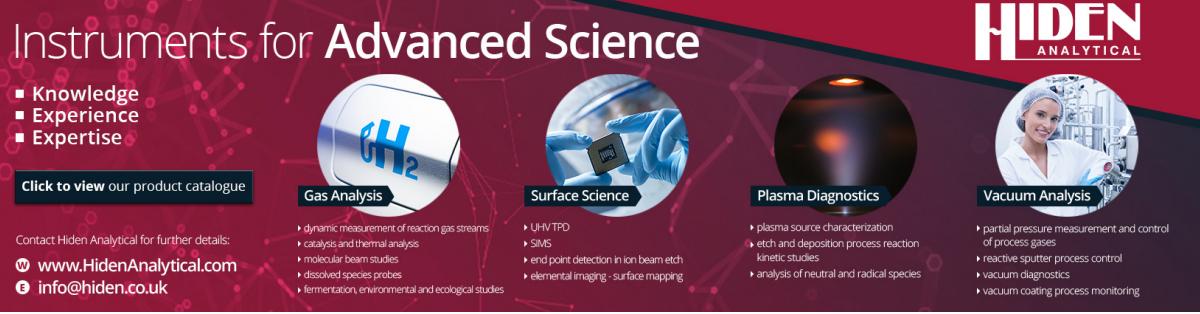 Instruments for Advanced Science
HIDEN
ANALYTICAL
Knowledge
Experience
Expertise
Click to view our product catalogue
Contact Hiden Analytical for further details:
W www.HidenAnalytical.com
E info@hiden.co.uk
H2
Gas Analysis
dynamic measurement of reaction gas streams
catalysis and thermal analysis
molecular beam studies
dissolved species probes
fermentation, environmental and ecological studies
Surface Science
UHV TPD
SIMS
end point detection in ion beam etch
elemental imaging - surface mapping
Plasma Diagnostics
plasma source characterization
etch and deposition process reaction
kinetic studies
analysis of neutral and radical species
Vacuum Analysis
partial pressure measurement and control
of process gases
reactive sputter process control
vacuum diagnostics
vacuum coating process monitoring